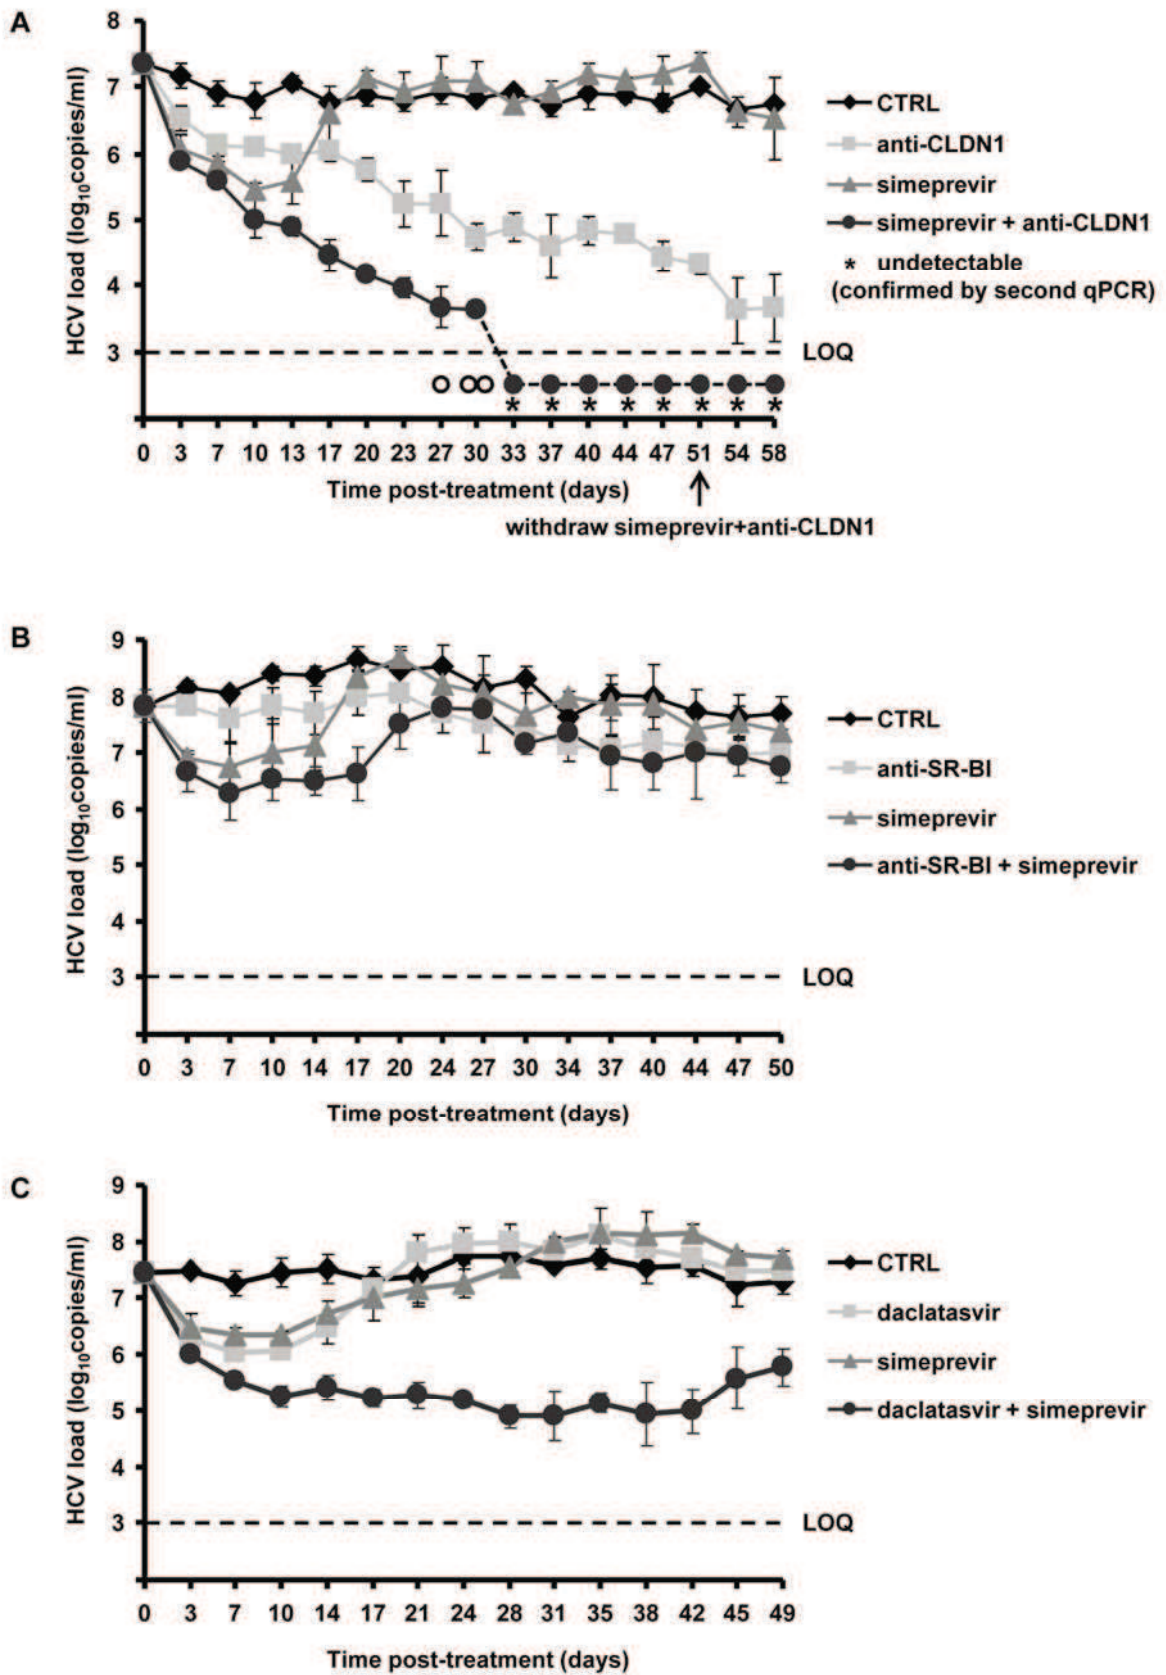 A
HCV load (log10copies/ml)
8
7
6
5
4
3
CTRL
anti-CLDN1
simeprevir
simeprevir + anti-CLDN1
* undetectable
(confirmed by second qPCR)
LOQ
* * * * * * * *
0 3 7 10 13 17 20 23 27 30 33 37 40 44 47 51 54 58
Time post-treatment (days)
withdraw simeprevir+anti-CLDN1
B
HCV load (log10copies/ml)
9
8
7
6
5
4
3
CTRL
anti-SR-BI
simeprevir
anti-SR-BI + simeprevir
LOQ
0 3 7 10 14 17 20 24 27 30 34 37 40 44 47 50
Time post-treatment (days)
C
HCV load (log10copies/ml)
9
8
7
6
5
4
3
CTRL
daclatasvir
simeprevir
daclatasvir + simeprevir
LOQ
0 3 7 10 14 17 21 24 28 31 35 38 42 45 49
Time post-treatment (days)